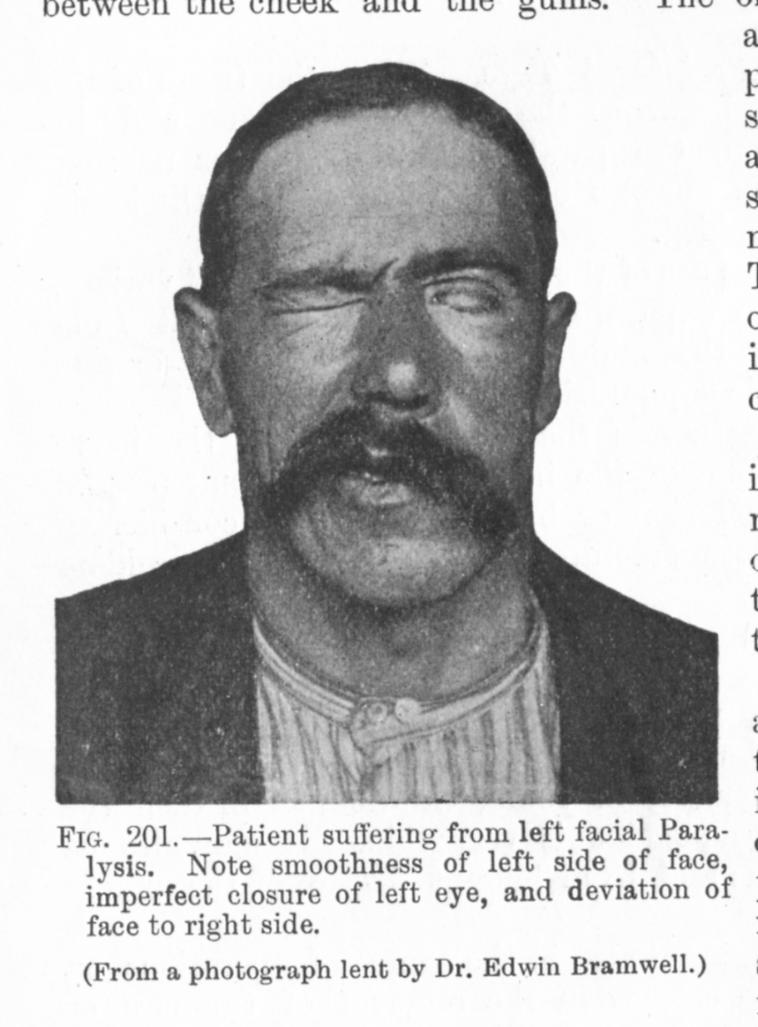 between the cheek and the gums. The
FIG. 201.—Patient suffering from left facial Para-
lysis. Note smoothness of left side of face,
imperfect closure of left eye, and deviation of
face to right side.
(From a photograph lent by Dr. Edwin Bramwell.)